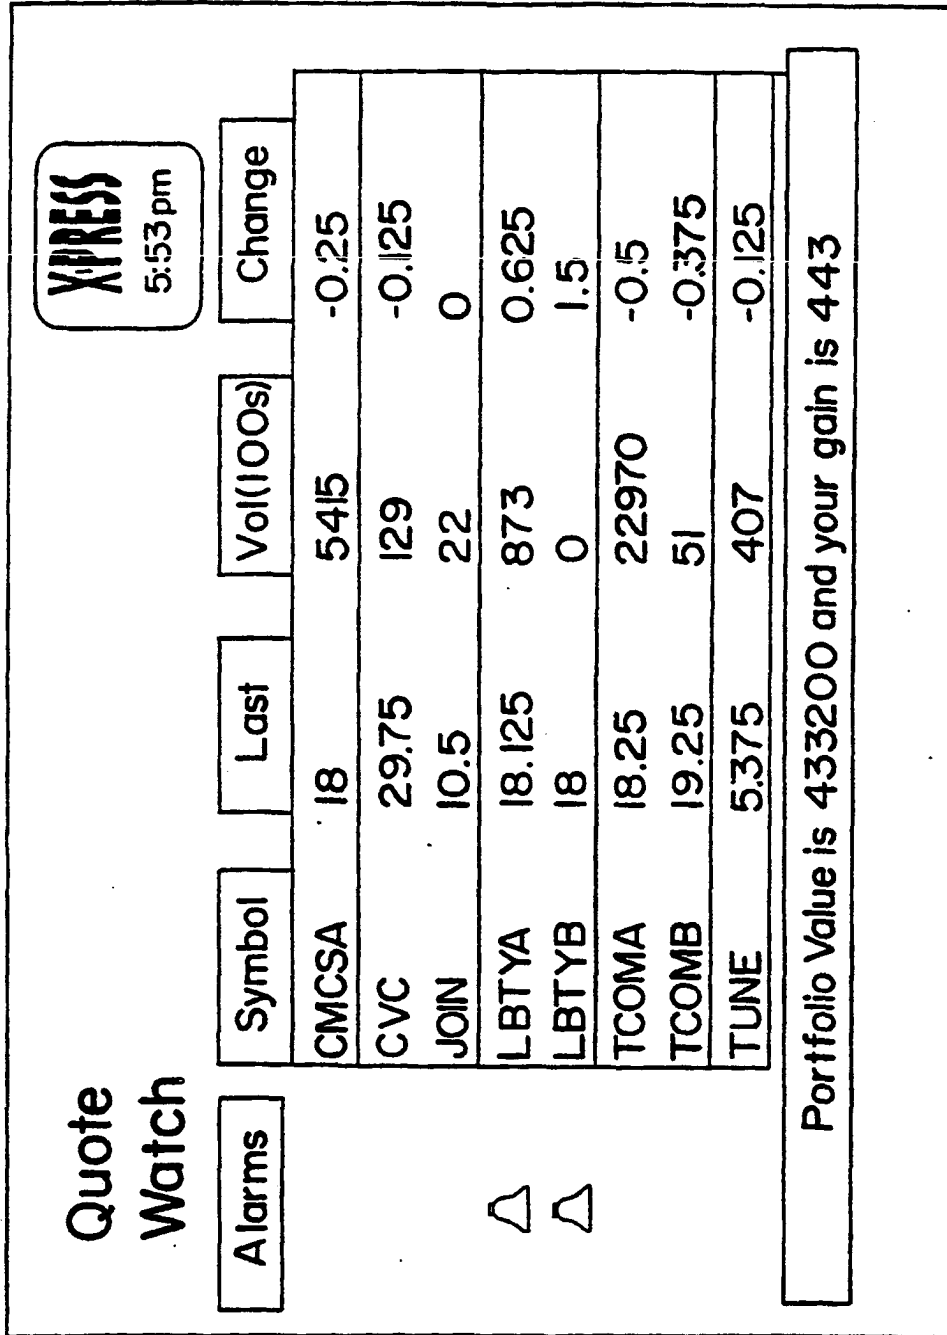 Quote
Watch
X·PRESS
5:53pm
Alarms Symbol Last Vol(100s) Change
CMCSA 18 5415 -0.25
CVC 29.75 129 -0.125
JOIN 10.5 22 0
LBTYA 18.125 873 0.625
LBTYB 18 0 1.5
TCOMA 18.25 22970 -0.5
TCOMB 19.25 51 -0.375
TUNE 5.375 407 -0.125
Portfolio Value is 433200 and your gain is 443